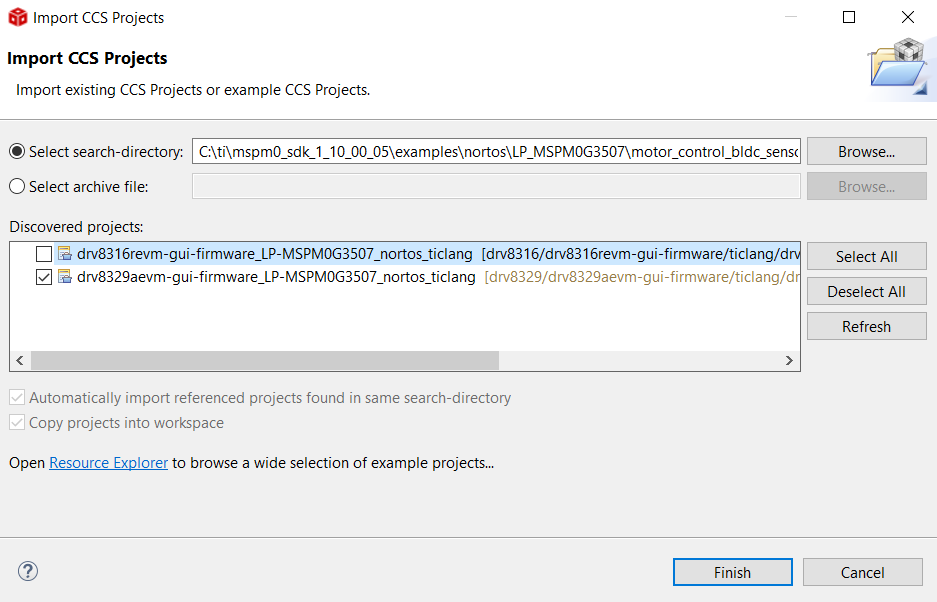 Import CCS Projects
Import CCS Projects
Import existing CCS Projects or example CCS Projects.
Select search-directory: C:\ti\mspm0_sdk_1_10_00_05\examples\nortos\LP_MSPM0G3507\motor_control_bldc_sensc Browse...
Select archive file: Browse...
Discovered projects:
drv8316revm-gui-firmware_LP-MSPM0G3507_nortos_ticlang [drv8316/drv8316revm-gui-firmware/ticlang/drv Select All
drv8329aevm-gui-firmware_LP-MSPM0G3507_nortos_ticlang [drv8329/drv8329aevm-gui-firmware/ticlang/dr
Deselect All
Refresh
Automatically import referenced projects found in same search-directory
Copy projects into workspace
Open Resource Explorer to browse a wide selection of example projects...
? Finish Cancel